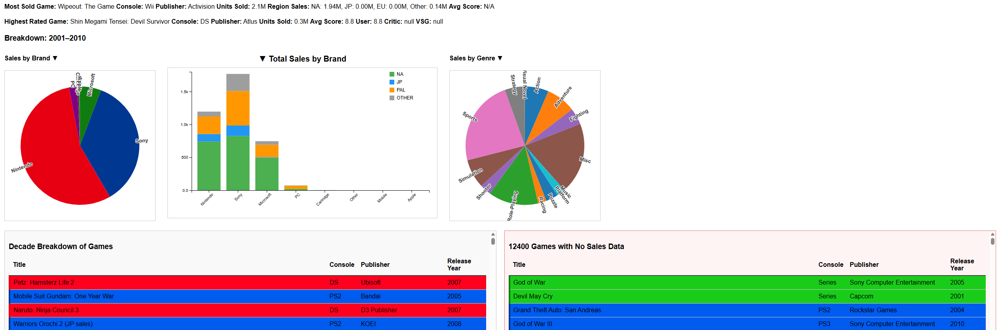 Most Sold Game: Wipeout: The Game Console: Wii Publisher: Activision Units Sold: 2.1M Region Sales: NA: 1.94M, JP: 0.00M, EU: 0.00M, Other: 0.14M Avg Score: N/A
Highest Rated Game: Shin Megami Tensei: Devil Survivor Console: DS Publisher: Atlus Units Sold: 0.3M Avg Score: 8.8 User: 8.8 Critic: null VSG: null
Breakdown: 2001–2010
Sales by Brand ▼
PC
Apple
Microsoft
Sony
Nintendo
▼ Total Sales by Brand
1.5k
1.0k
500
0.0
Nintendo
Sony
Microsoft
PC
Cartridge
Other
Mobile
Apple
NA
JP
PAL
OTHER
Sales by Genre ▼
Strategy
Visual Novel
Action
Adventure
Fighting
Misc
Music
Platform
Puzzle
Racing
Role-Playing
Shooter
Simulation
Sports
Decade Breakdown of Games
Title Console Publisher Release Year
Petz: Hamsterz Life 2 DS Ubisoft 2007
Mobile Suit Gundam: One Year War PS2 Bandai 2005
Naruto: Ninja Council 3 DS D3 Publisher 2007
Warriors Orochi 2 (JP sales) PS2 KOEI 2008
12400 Games with No Sales Data
Title Console Publisher Release Year
God of War Series Sony Computer Entertainment 2005
Devil May Cry Series Capcom 2001
Grand Theft Auto: San Andreas PS2 Rockstar Games 2004
God of War III PS3 Sony Computer Entertainment 2010